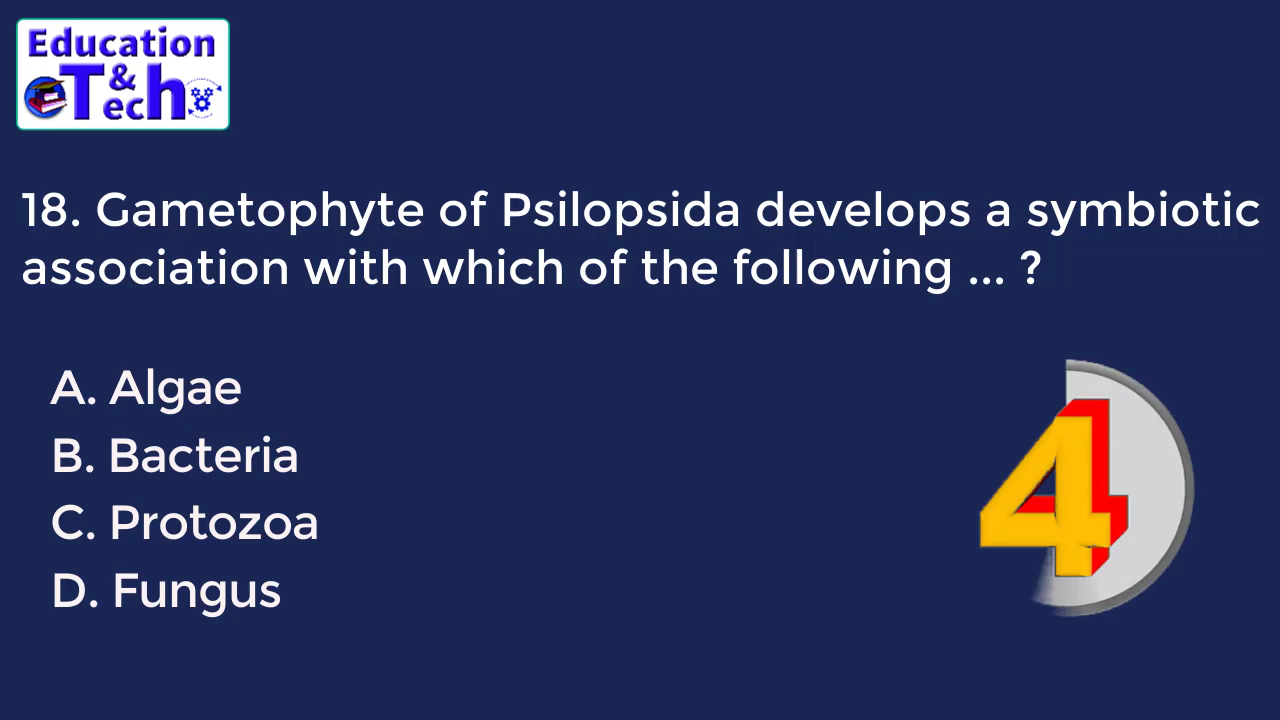 Education
&
Tech
18. Gametophyte of Psilopsida develops a symbiotic
association with which of the following ... ?
A. Algae
B. Bacteria
C. Protozoa
D. Fungus
4